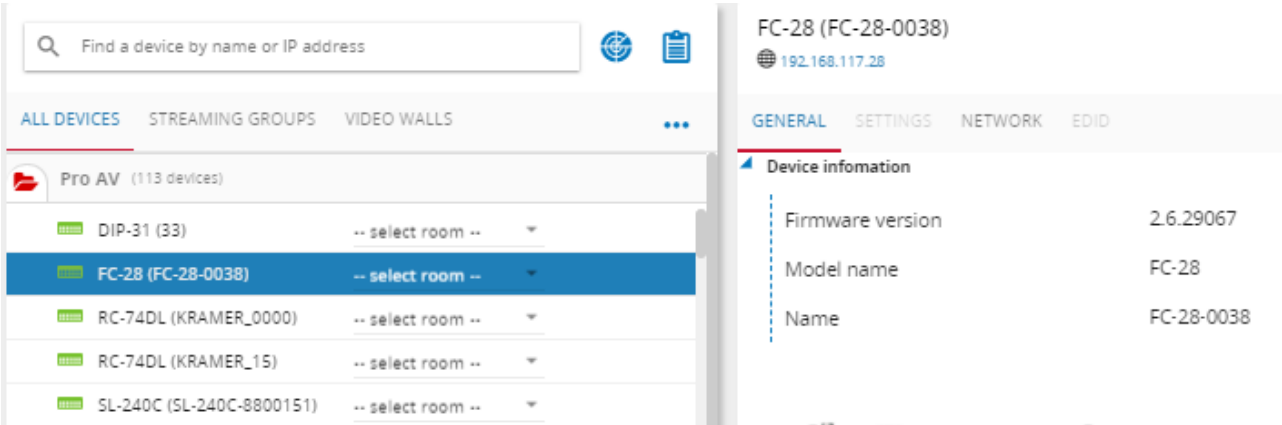 Find a device by name or IP address
ALL DEVICES STREAMING GROUPS VIDEO WALLS
Pro AV (113 devices)
DIP-31 (33) -- select room --
FC-28 (FC-28-0038) -- select room --
RC-74DL (KRAMER_0000) -- select room --
RC-74DL (KRAMER_15) -- select room --
SL-240C (SL-240C-8800151) -- select room --
FC-28 (FC-28-0038)
192.168.117.28
GENERAL SETTINGS NETWORK EDID
Device infomation
Firmware version 2.6.29067
Model name FC-28
Name FC-28-0038